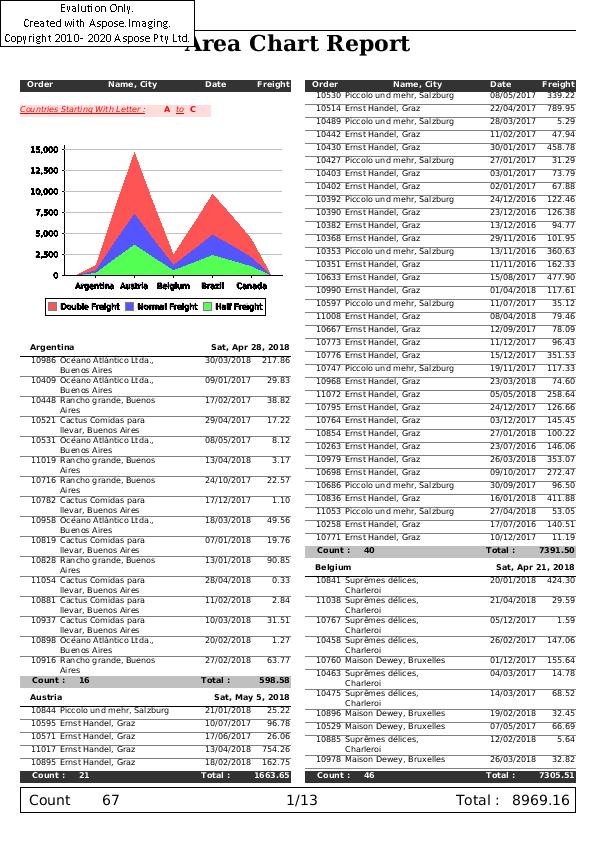 Evalution Only.
Created with Aspose.Imaging.
Copyright 2010- 2020 Aspose Pty Ltd.
Area Chart Report
Order Name, City Date Freight
Countries Starting With Letter : A to C
15,000
12,500
10,000
7,500
5,000
2,500
0
Argentina Austria Belgium Brazil Canada
Double Freight Normal Freight Half Freight
Argentina Sat, Apr 28, 2018
10986 Océano Atlántico Ltda., 30/03/2018 217.86
Buenos Aires
10409 Océano Atlántico Ltda., 09/01/2017 29.83
Buenos Aires
10448 Rancho grande, Buenos 17/02/2017 38.82
Aires
10521 Cactus Comidas para 29/04/2017 17.22
llevar, Buenos Aires
10531 Océano Atlántico Ltda., 08/05/2017 8.12
Buenos Aires
11019 Rancho grande, Buenos 13/04/2018 3.17
Aires
10716 Rancho grande, Buenos 24/10/2017 22.57
Aires
10782 Cactus Comidas para 17/12/2017 1.10
llevar, Buenos Aires
10958 Océano Atlántico Ltda., 18/03/2018 49.56
Buenos Aires
10819 Cactus Comidas para 07/01/2018 19.76
llevar, Buenos Aires
10828 Rancho grande, Buenos 13/01/2018 90.85
Aires
11054 Cactus Comidas para 28/04/2018 0.33
llevar, Buenos Aires
10881 Cactus Comidas para 11/02/2018 2.84
llevar, Buenos Aires
10937 Cactus Comidas para 10/03/2018 31.51
llevar, Buenos Aires
10898 Océano Atlántico Ltda., 20/02/2018 1.27
Buenos Aires
10916 Rancho grande, Buenos 27/02/2018 63.77
Aires
Count : 16 Total : 598.58
Austria Sat, May 5, 2018
10844 Piccolo und mehr, Salzburg 21/01/2018 25.22
10595 Ernst Handel, Graz 10/07/2017 96.78
10571 Ernst Handel, Graz 17/06/2017 26.06
11017 Ernst Handel, Graz 13/04/2018 754.26
10895 Ernst Handel, Graz 18/02/2018 162.75
Count : 21 Total : 1663.65
Order Name, City Date Freight
10530 Piccolo und mehr, Salzburg 08/05/2017 339.22
10514 Ernst Handel, Graz 22/04/2017 789.95
10489 Piccolo und mehr, Salzburg 28/03/2017 5.29
10442 Ernst Handel, Graz 11/02/2017 47.94
10430 Ernst Handel, Graz 30/01/2017 458.78
10427 Piccolo und mehr, Salzburg 27/01/2017 31.29
10403 Ernst Handel, Graz 03/01/2017 73.79
10402 Ernst Handel, Graz 02/01/2017 67.88
10392 Piccolo und mehr, Salzburg 24/12/2016 122.46
10390 Ernst Handel, Graz 23/12/2016 126.38
10382 Ernst Handel, Graz 13/12/2016 94.77
10368 Ernst Handel, Graz 29/11/2016 101.95
10353 Piccolo und mehr, Salzburg 13/11/2016 360.63
10351 Ernst Handel, Graz 11/11/2016 162.33
10633 Ernst Handel, Graz 15/08/2017 477.90
10990 Ernst Handel, Graz 01/04/2018 117.61
10597 Piccolo und mehr, Salzburg 11/07/2017 35.12
11008 Ernst Handel, Graz 08/04/2018 79.46
10667 Ernst Handel, Graz 12/09/2017 78.09
10773 Ernst Handel, Graz 11/12/2017 96.43
10776 Ernst Handel, Graz 15/12/2017 351.53
10747 Piccolo und mehr, Salzburg 19/11/2017 117.33
10968 Ernst Handel, Graz 23/03/2018 74.60
11072 Ernst Handel, Graz 05/05/2018 258.64
10795 Ernst Handel, Graz 24/12/2017 126.66
10764 Ernst Handel, Graz 03/12/2017 145.45
10854 Ernst Handel, Graz 27/01/2018 100.22
10263 Ernst Handel, Graz 23/07/2016 146.06
10979 Ernst Handel, Graz 26/03/2018 353.07
10698 Ernst Handel, Graz 09/10/2017 272.47
10686 Piccolo und mehr, Salzburg 30/09/2017 96.50
10836 Ernst Handel, Graz 16/01/2018 411.88
11053 Piccolo und mehr, Salzburg 27/04/2018 53.05
10258 Ernst Handel, Graz 17/07/2016 140.51
10771 Ernst Handel, Graz 10/12/2017 11.19
Count : 40 Total : 7391.50
Belgium Sat, Apr 21, 2018
10841 Suprêmes délices, 20/01/2018 424.30
Charleroi
11038 Suprêmes délices, 21/04/2018 29.59
Charleroi
10767 Suprêmes délices, 05/12/2017 1.59
Charleroi
10458 Suprêmes délices, 26/02/2017 147.06
Charleroi
10760 Maison Dewey, Bruxelles 01/12/2017 155.64
10463 Suprêmes délices, 04/03/2017 14.78
Charleroi
10475 Suprêmes délices, 14/03/2017 68.52
Charleroi
10896 Maison Dewey, Bruxelles 19/02/2018 32.45
10529 Maison Dewey, Bruxelles 07/05/2017 66.69
10885 Suprêmes délices, 12/02/2018 5.64
Charleroi
10978 Maison Dewey, Bruxelles 26/03/2018 32.82
Count : 46 Total : 7305.51
Count 67 1/13 Total : 8969.16